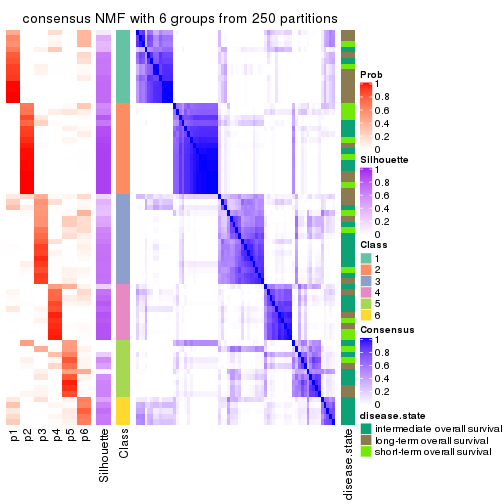 consensus NMF with 6 groups from 250 partitions
Prob
1
0.8
0.6
0.4
0.2
0
Silhouette
1
0.8
0.6
0.4
0.2
0
Class
1
2
3
4
5
6
Consensus
1
0.8
0.6
0.4
0.2
0
disease.state
intermediate overall survival
long-term overall survival
short-term overall survival
p1
p2
p3
p4
p5
p6
Silhouette
Class
disease.state